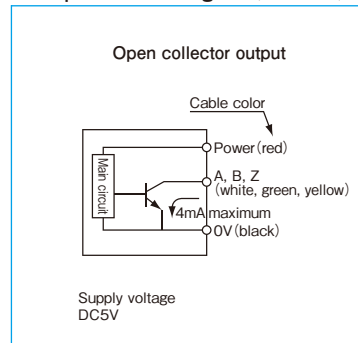 Open collector output
Cable color
Power(red)
Main circuit
A, B, Z
(white, green, yellow)
4mA maximum
0V(black)
Supply voltage
DC5V